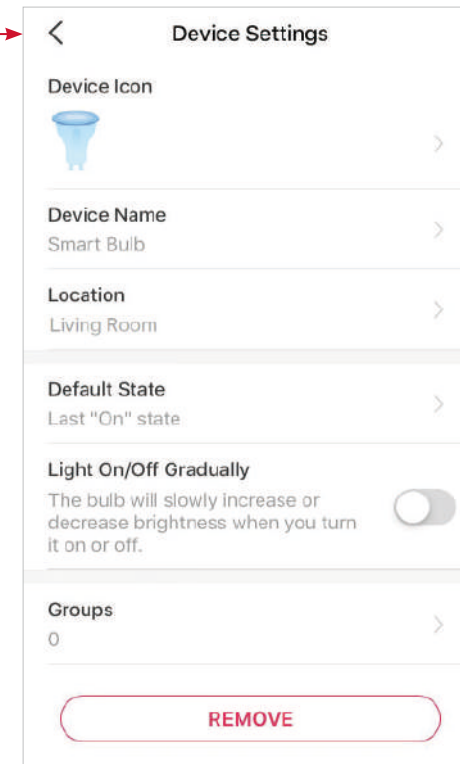 Device Settings
Device Icon
Device Name
Smart Bulb
Location
Living Room
Default State
Last "On" state
Light On/Off Gradually
The bulb will slowly increase or
decrease brightness when you turn
it on or off.
Groups
0
REMOVE